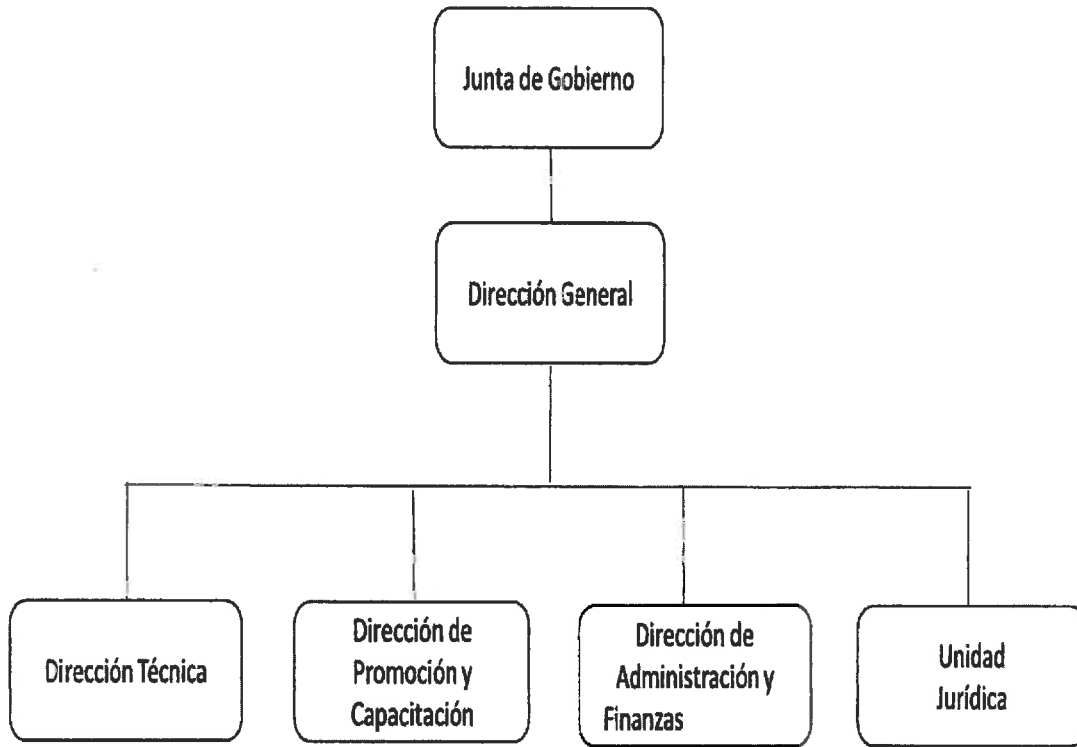 Junta de Gobierno
Dirección General
Dirección Técnica
Dirección de
Promoción y
Capacitación
Dirección de
Administración y
Finanzas
Unidad
Jurídica